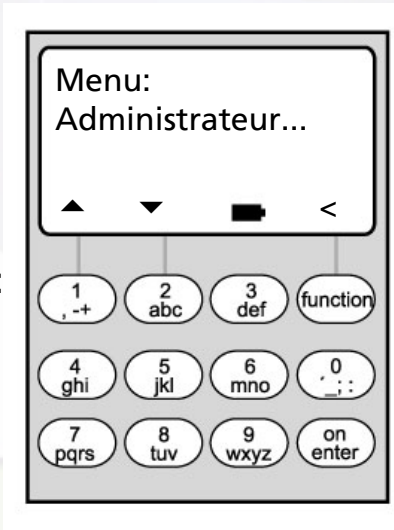 Menu:
Administrateur...
<
1 2 3 function
, -+ abc def
4 5 6 0
ghi jkl mno ´_; :
7 8 9 on
pqrs tuv wxyz enter